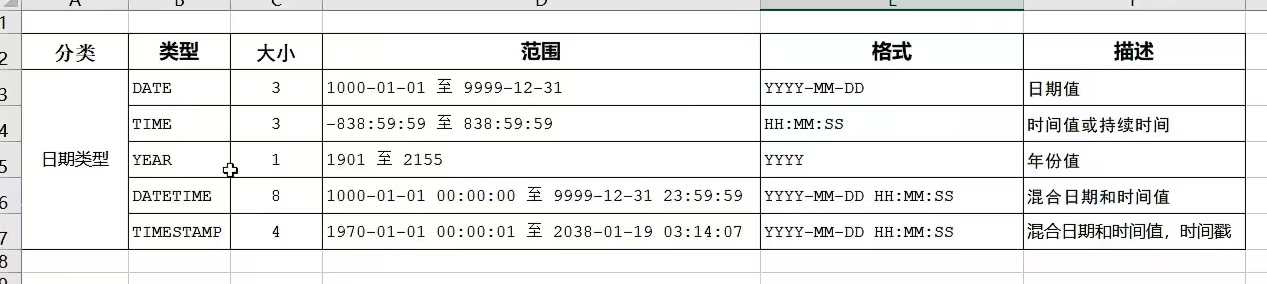 A B C D E F
1
2 分类 类型 大小 范围 格式 描述
3 DATE 3 1000-01-01 至 9999-12-31 YYYY-MM-DD 日期值
4 TIME 3 -838:59:59 至 838:59:59 HH:MM:SS 时间值或持续时间
5 日期类型 YEAR 1 1901 至 2155 YYYY 年份值
6 DATETIME 8 1000-01-01 00:00:00 至 9999-12-31 23:59:59 YYYY-MM-DD HH:MM:SS 混合日期和时间值
7 TIMESTAMP 4 1970-01-01 00:00:01 至 2038-01-19 03:14:07 YYYY-MM-DD HH:MM:SS 混合日期和时间值，时间戳
8